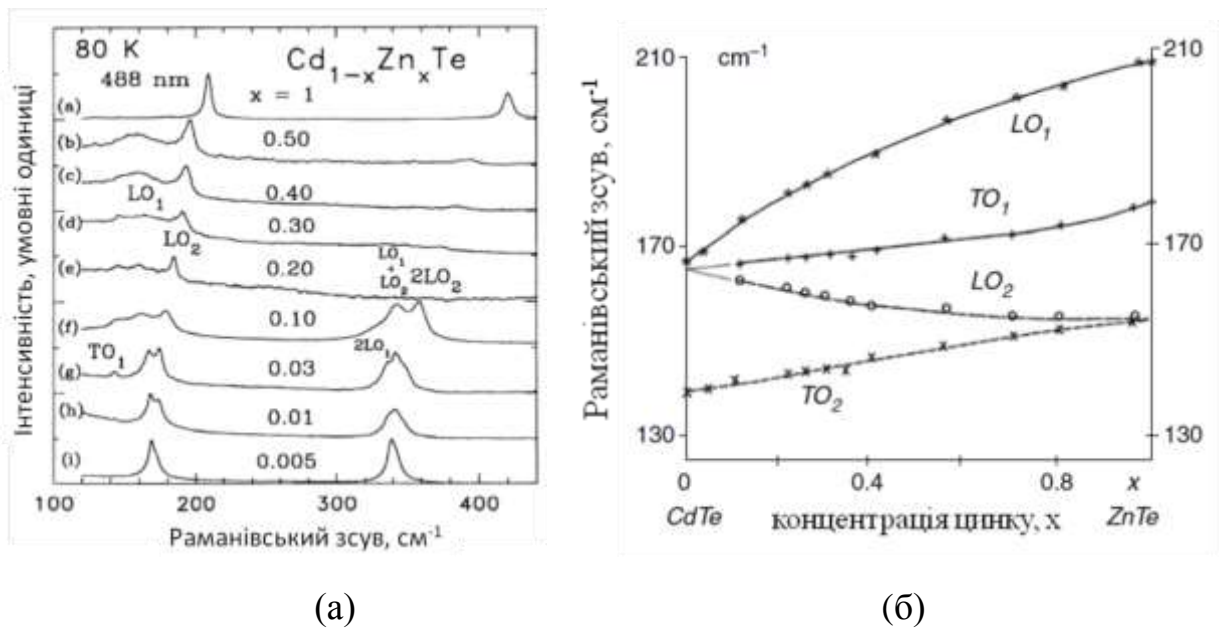 Інтенсивність, умовні одиниці
80 K
488 nm
Cd₁₋ₓZnₓTe
(a)
x = 1
(b)
0.50
(c)
0.40
LO₁
(d)
0.30
LO₂
(e)
0.20
LO₁
+
LO₂
2LO₂
(f)
0.10
TO₁
2LO₁
(g)
0.03
(h)
0.01
(i)
0.005
100
200
300
400
Раманівський зсув, см⁻¹
(а)
Раманівський зсув, см⁻¹
210
cm⁻¹
210
LO₁
TO₁
170
170
LO₂
TO₂
130
130
0
0.4
0.8
x
CdTe
концентрація цинку, x
ZnTe
(б)